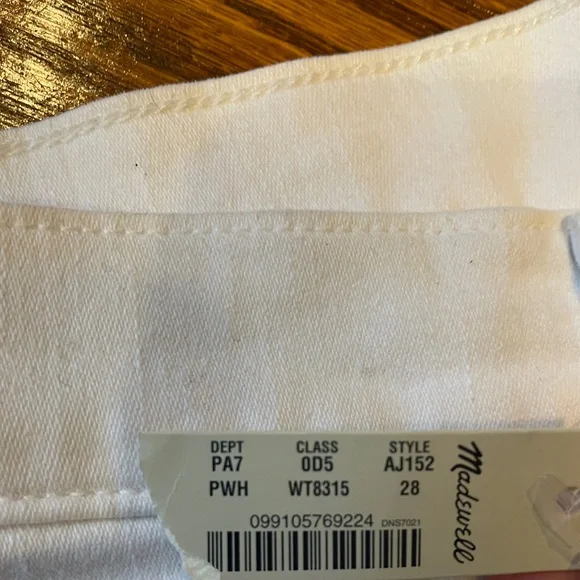 DEPT CLASS STYLE
PA7 0D5 AJ152
PWH WT8315 28
099105769224 DNS7021
Madewell